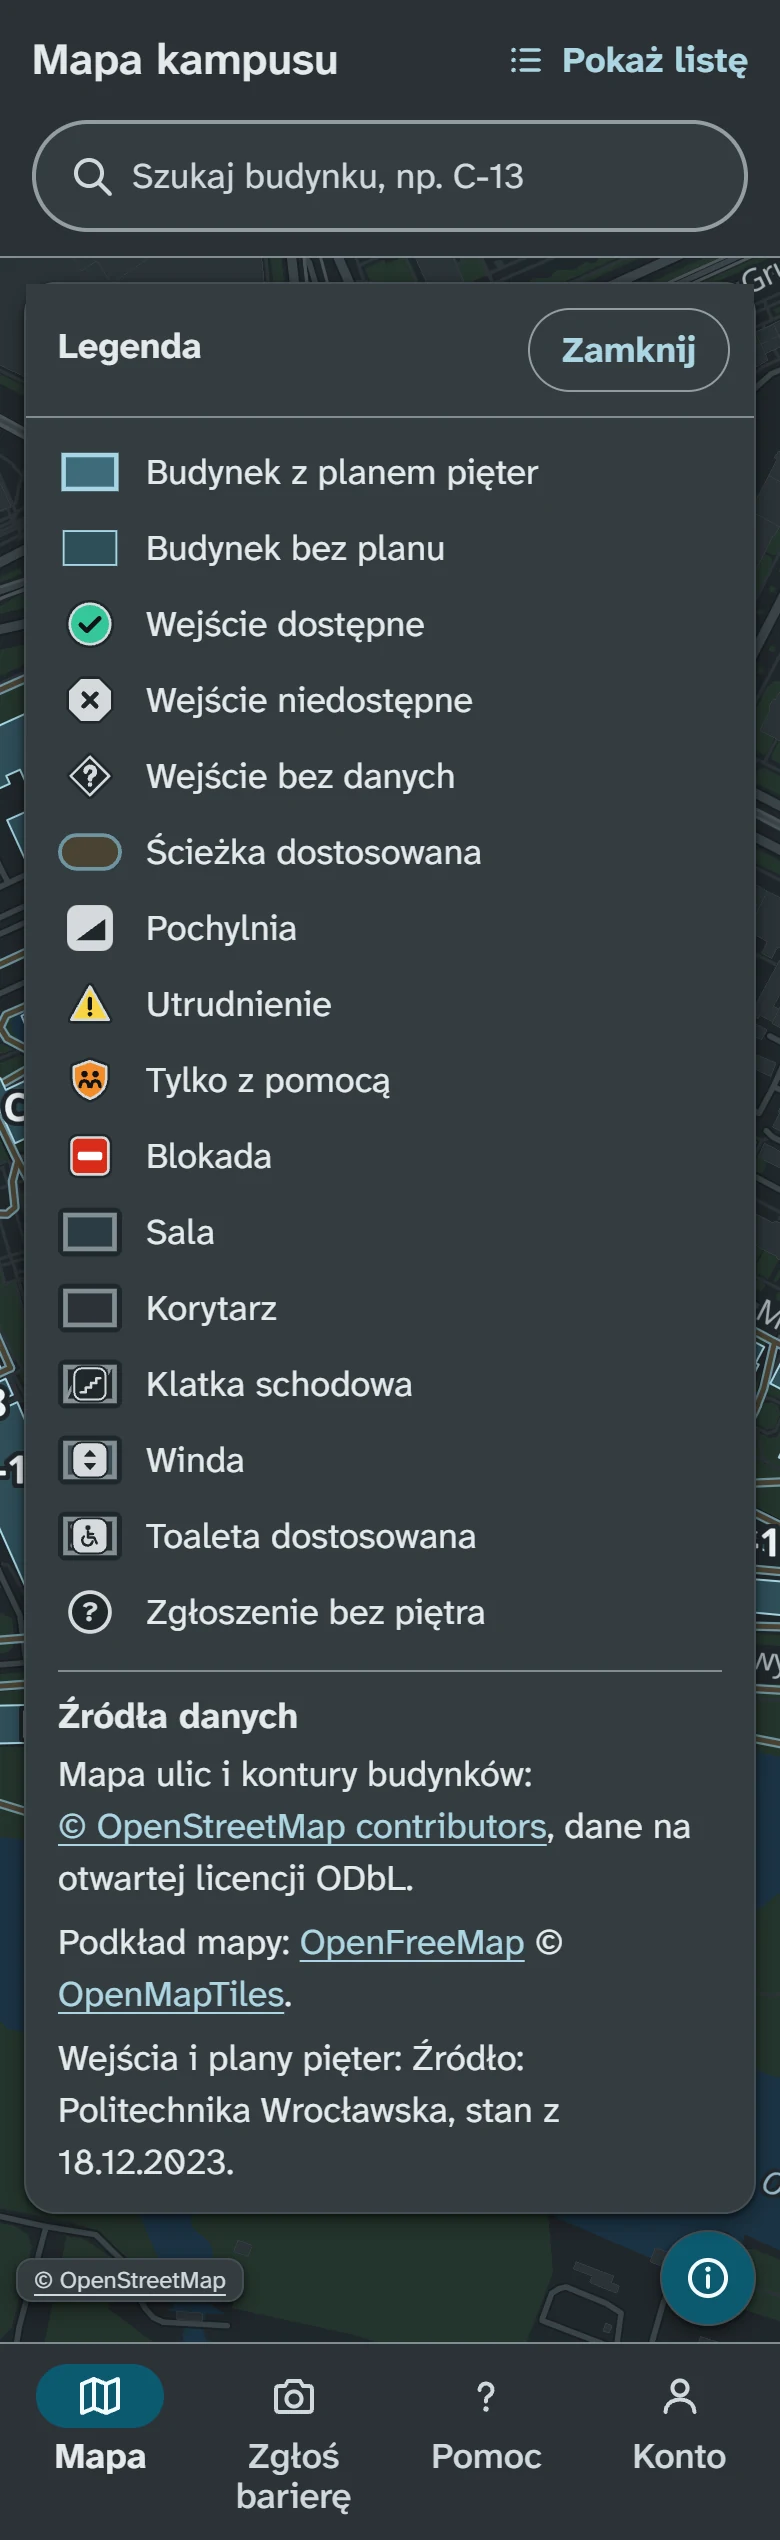 Mapa kampusu
Pokaż listę
Szukaj budynku, np. C-13
Legenda
Zamknij
Budynek z planem pięter
Budynek bez planu
Wejście dostępne
Wejście niedostępne
Wejście bez danych
Ścieżka dostosowana
Pochylnia
Utrudnienie
Tylko z pomocą
Blokada
Sala
Korytarz
Klatka schodowa
Winda
Toaleta dostosowana
Zgłoszenie bez piętra
Źródła danych
Mapa ulic i kontury budynków:
© OpenStreetMap contributors, dane na
otwartej licencji ODbL.
Podkład mapy: OpenFreeMap ©
OpenMapTiles.
Wejścia i plany pięter: Źródło:
Politechnika Wrocławska, stan z
18.12.2023.
© OpenStreetMap
Mapa
Zgłoś
barierę
Pomoc
Konto